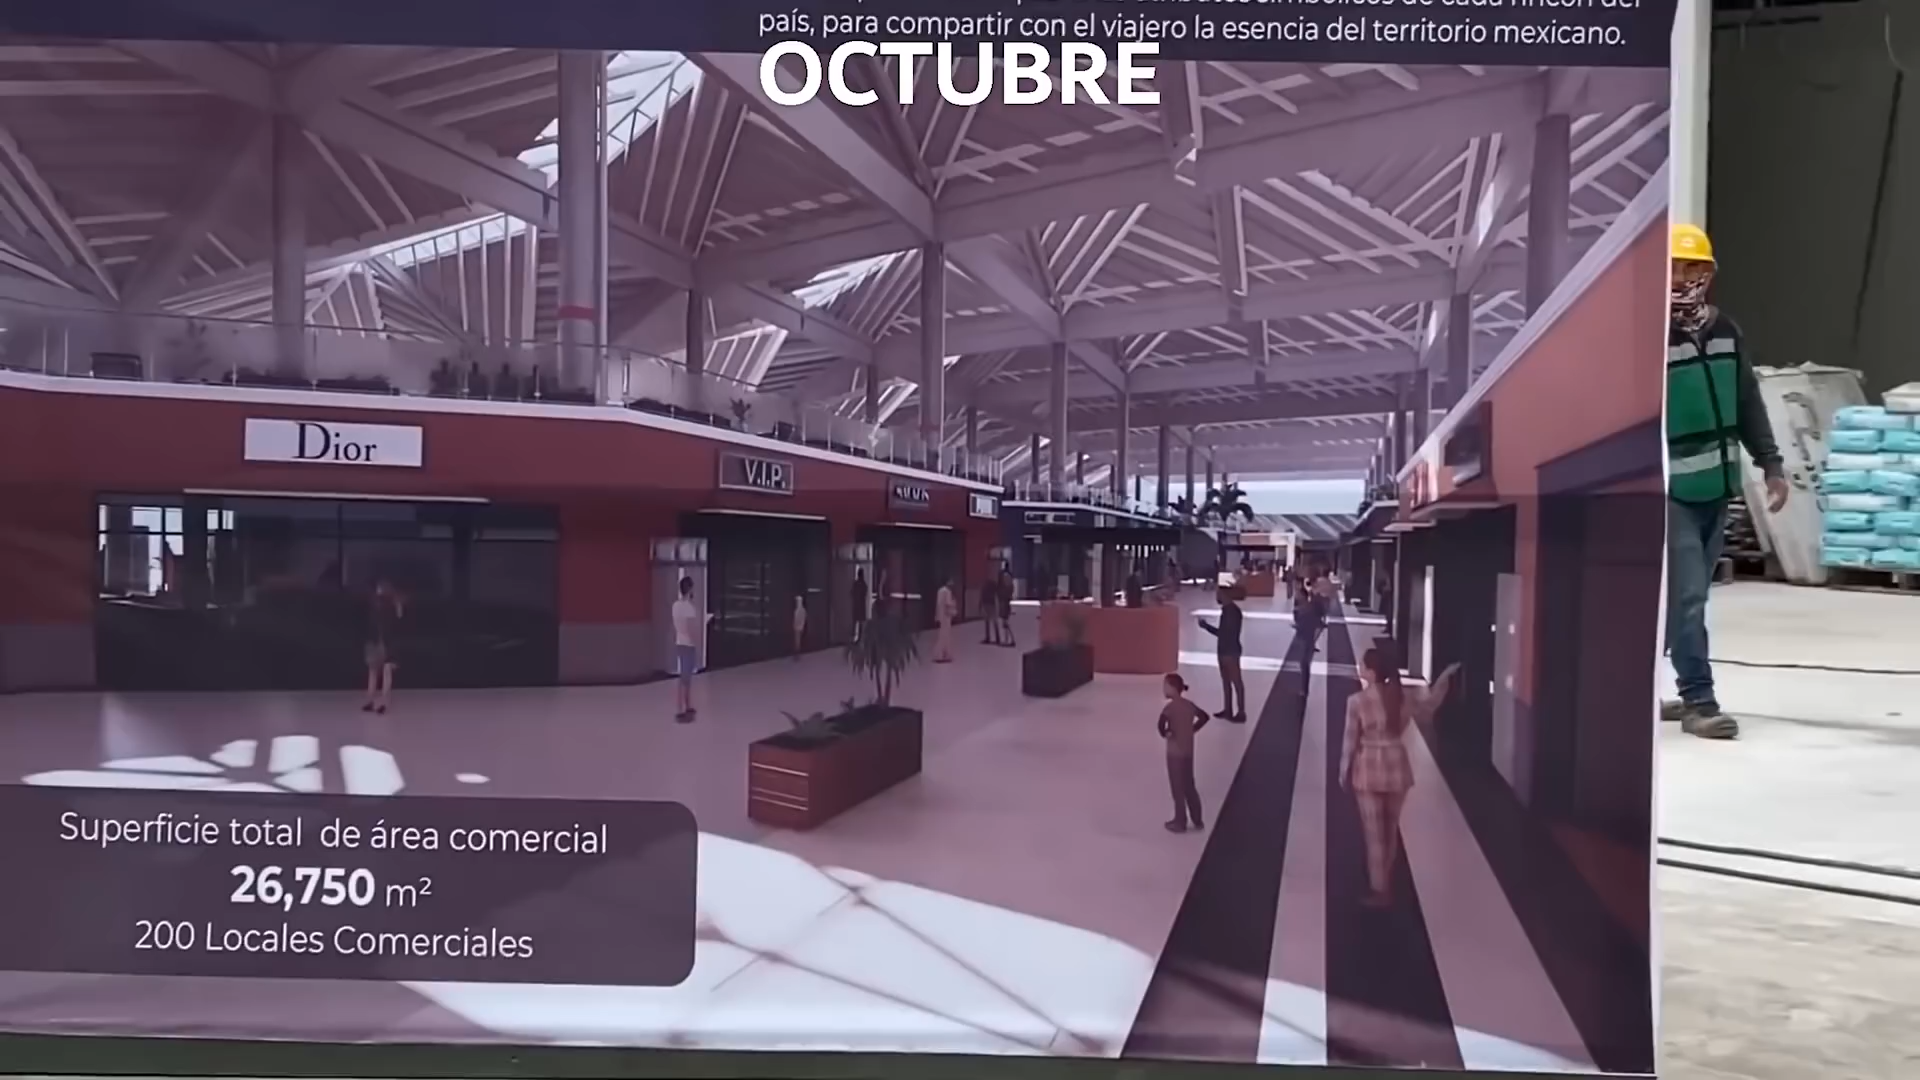 país, para compartir con el viajero la esencia del territorio mexicano.
OCTUBRE
Dior
V.I.P.
Superficie total de área comercial
26,750 m²
200 Locales Comerciales